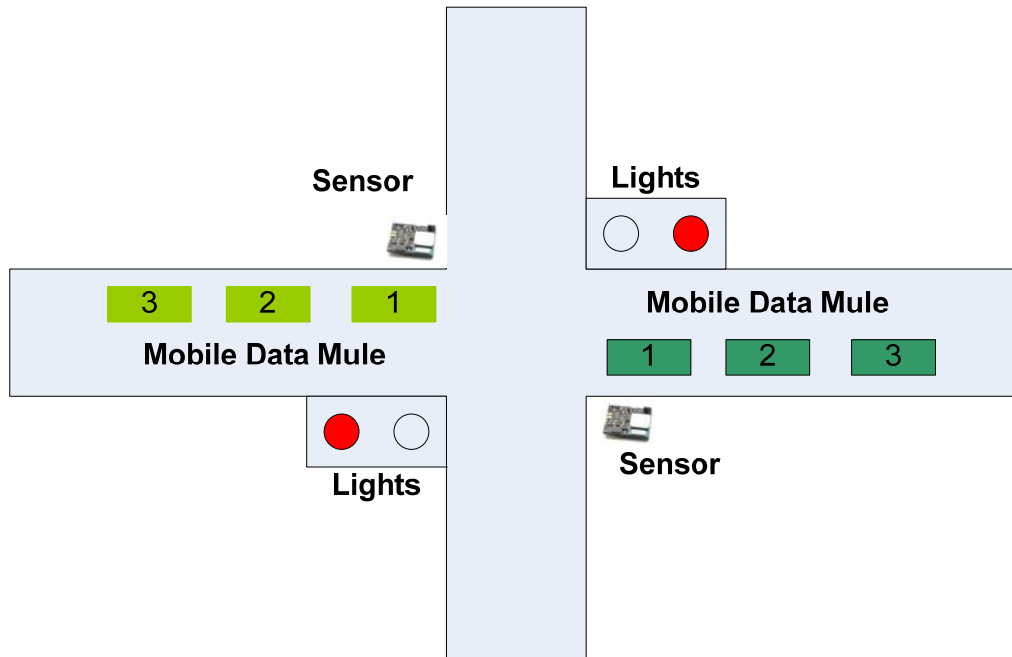 Lights
Sensor
3 2 1
Mobile Data Mule
Mobile Data Mule
1 2 3
Lights
Sensor